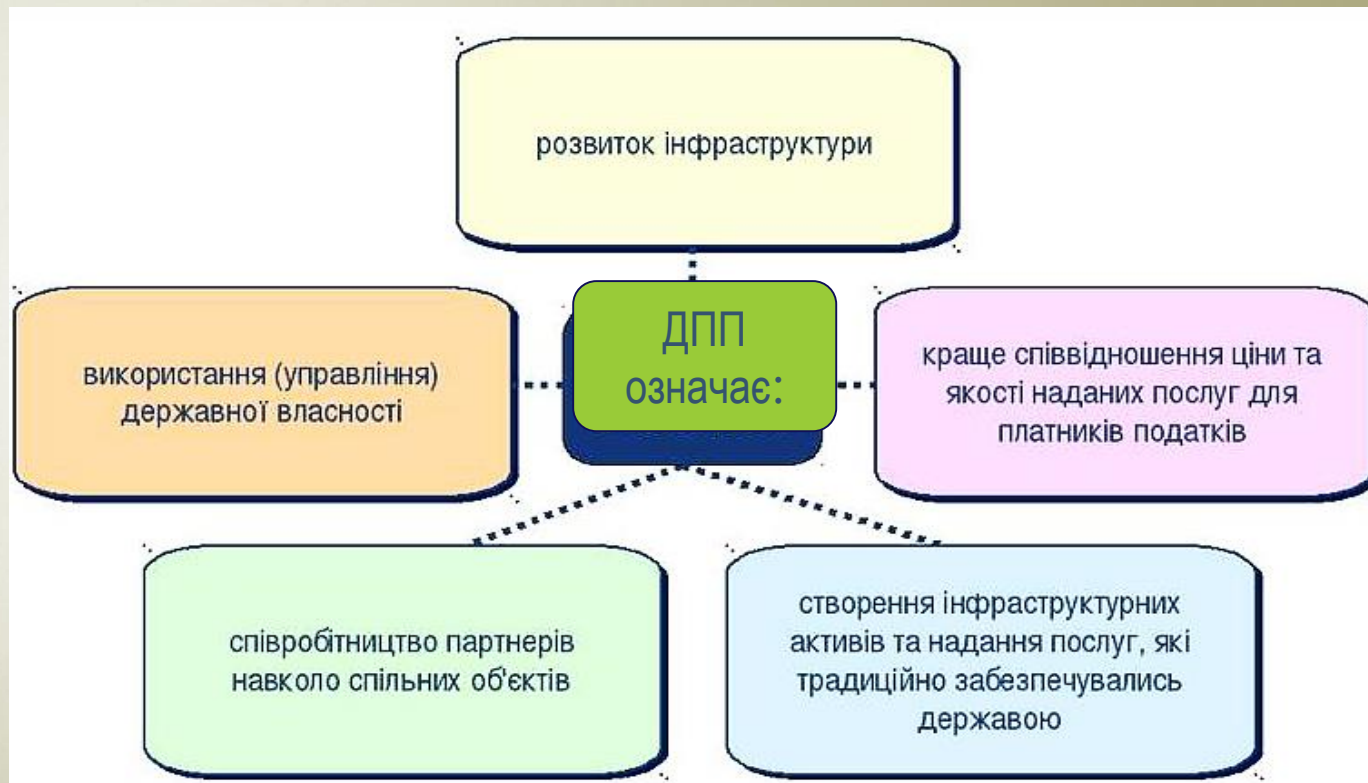 розвиток інфраструктури
ДПП
означає:
використання (управління)
державної власності
краще співвідношення ціни та
якості наданих послуг для
платників податків
співробітництво партнерів
навколо спільних об'єктів
створення інфраструктурних
активів та надання послуг, які
традиційно забезпечувались
державою